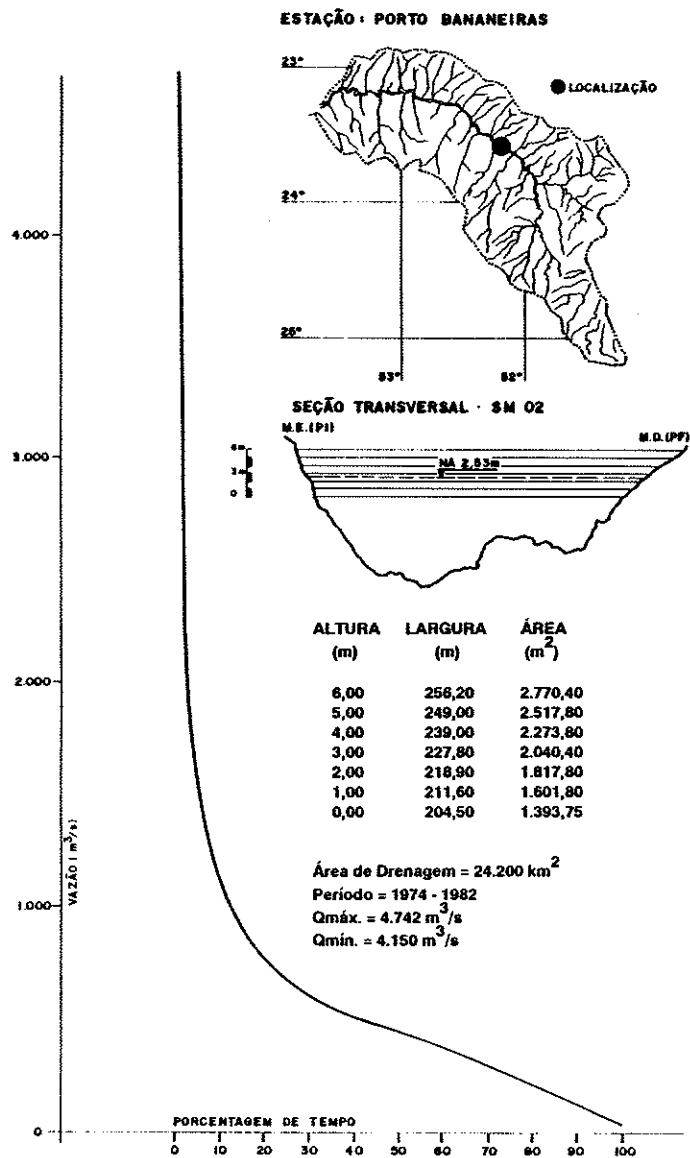 ESTAÇÃO: PORTO BANANEIRAS
23°
LOCALIZAÇÃO
24°
25°
53°
52°
SEÇÃO TRANSVERSAL - SM 02
M.E.(PI)
M.D.(PF)
6m
3m
0
NA 2,53m
ALTURA LARGURA ÁREA
(m) (m) (m²)
6,00 256,20 2.770,40
5,00 249,00 2.517,80
4,00 239,00 2.273,80
3,00 227,80 2.040,40
2,00 218,90 1.817,80
1,00 211,60 1.601,80
0,00 204,50 1.393,75
Área de Drenagem = 24.200 km²
Período = 1974 - 1982
Qmáx. = 4.742 m³/s
Qmín. = 4.150 m³/s
4.000
3.000
2.000
1.000
0
VAZÃO (m³/s)
PORCENTAGEM DE TEMPO
0 10 20 30 40 50 60 70 80 90 100